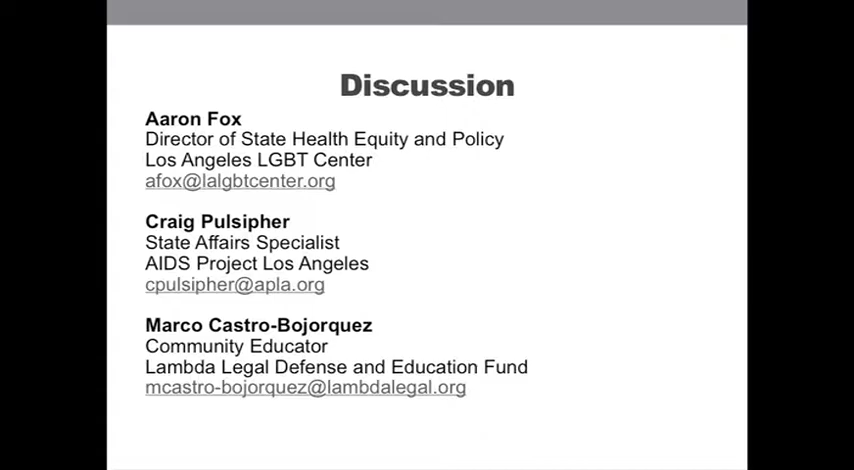 Discussion
Aaron Fox
Director of State Health Equity and Policy
Los Angeles LGBT Center
afox@lalgbtcenter.org
Craig Pulsipher
State Affairs Specialist
AIDS Project Los Angeles
cpulsipher@apla.org
Marco Castro-Bojorquez
Community Educator
Lambda Legal Defense and Education Fund
mcastro-bojorquez@lambdalegal.org